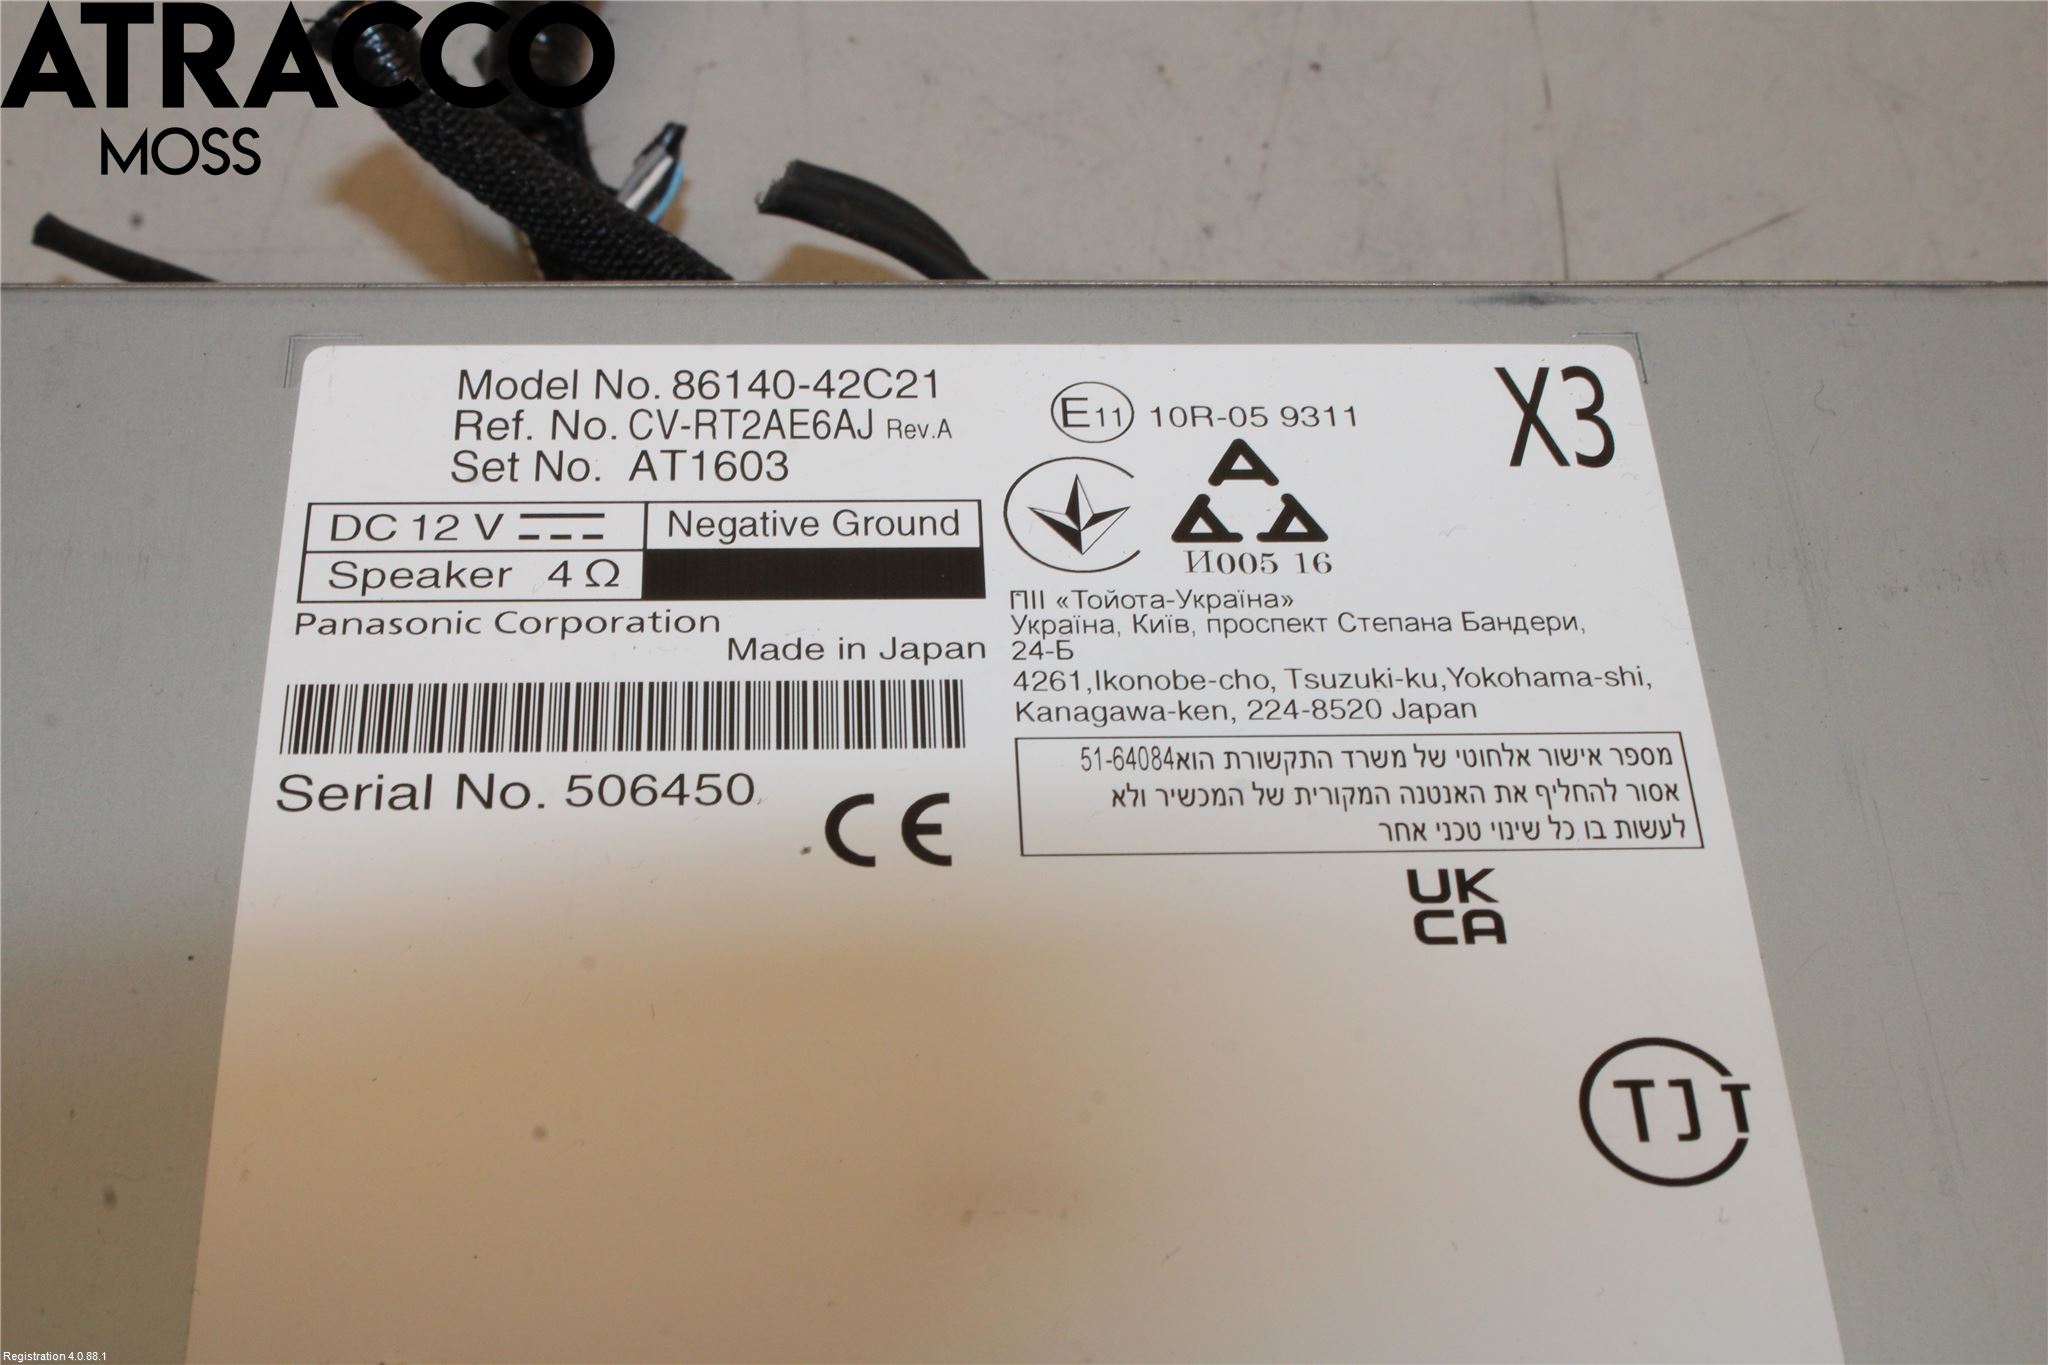 ATRACCO
MOSS
Model No. 86140-42C21
Ref. No. CV-RT2AE6AJ Rev.A
Set No. AT1603
DC 12 V
Negative Ground
Speaker 4 Ω
Panasonic Corporation
Made in Japan
Serial No. 506450
CE
E11 10R-05 9311
X3
И005 16
ПІІ «Тойота-Україна»
Україна, Київ, проспект Степана Бандери,
24-Б
4261,Ikonobe-cho, Tsuzuki-ku,Yokohama-shi,
Kanagawa-ken, 224-8520 Japan
מספר אישור אלחוטי של משרד התקשורת הוא51-64084
אסור להחליף את האנטנה המקורית של המכשיר ולא
לעשות בו כל שינוי טכני אחר
UK
CA
Registration 4.0.88.1